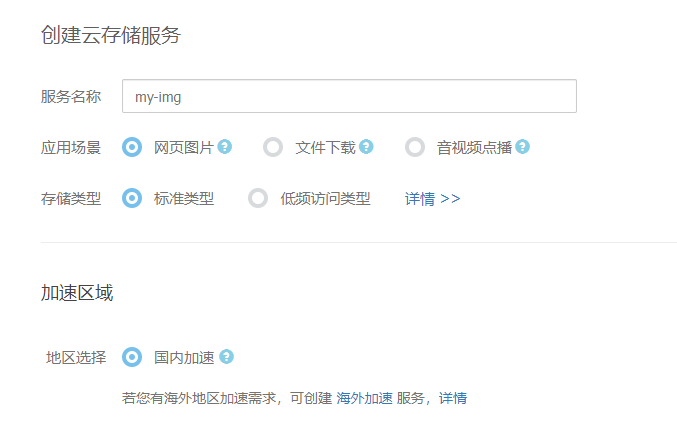 创建云存储服务
服务名称 my-img
应用场景 网页图片 ? 文件下载 ? 音视频点播 ?
存储类型 标准类型 低频访问类型 详情 >>
加速区域
地区选择 国内加速 ?
若您有海外地区加速需求，可创建 海外加速 服务，详情